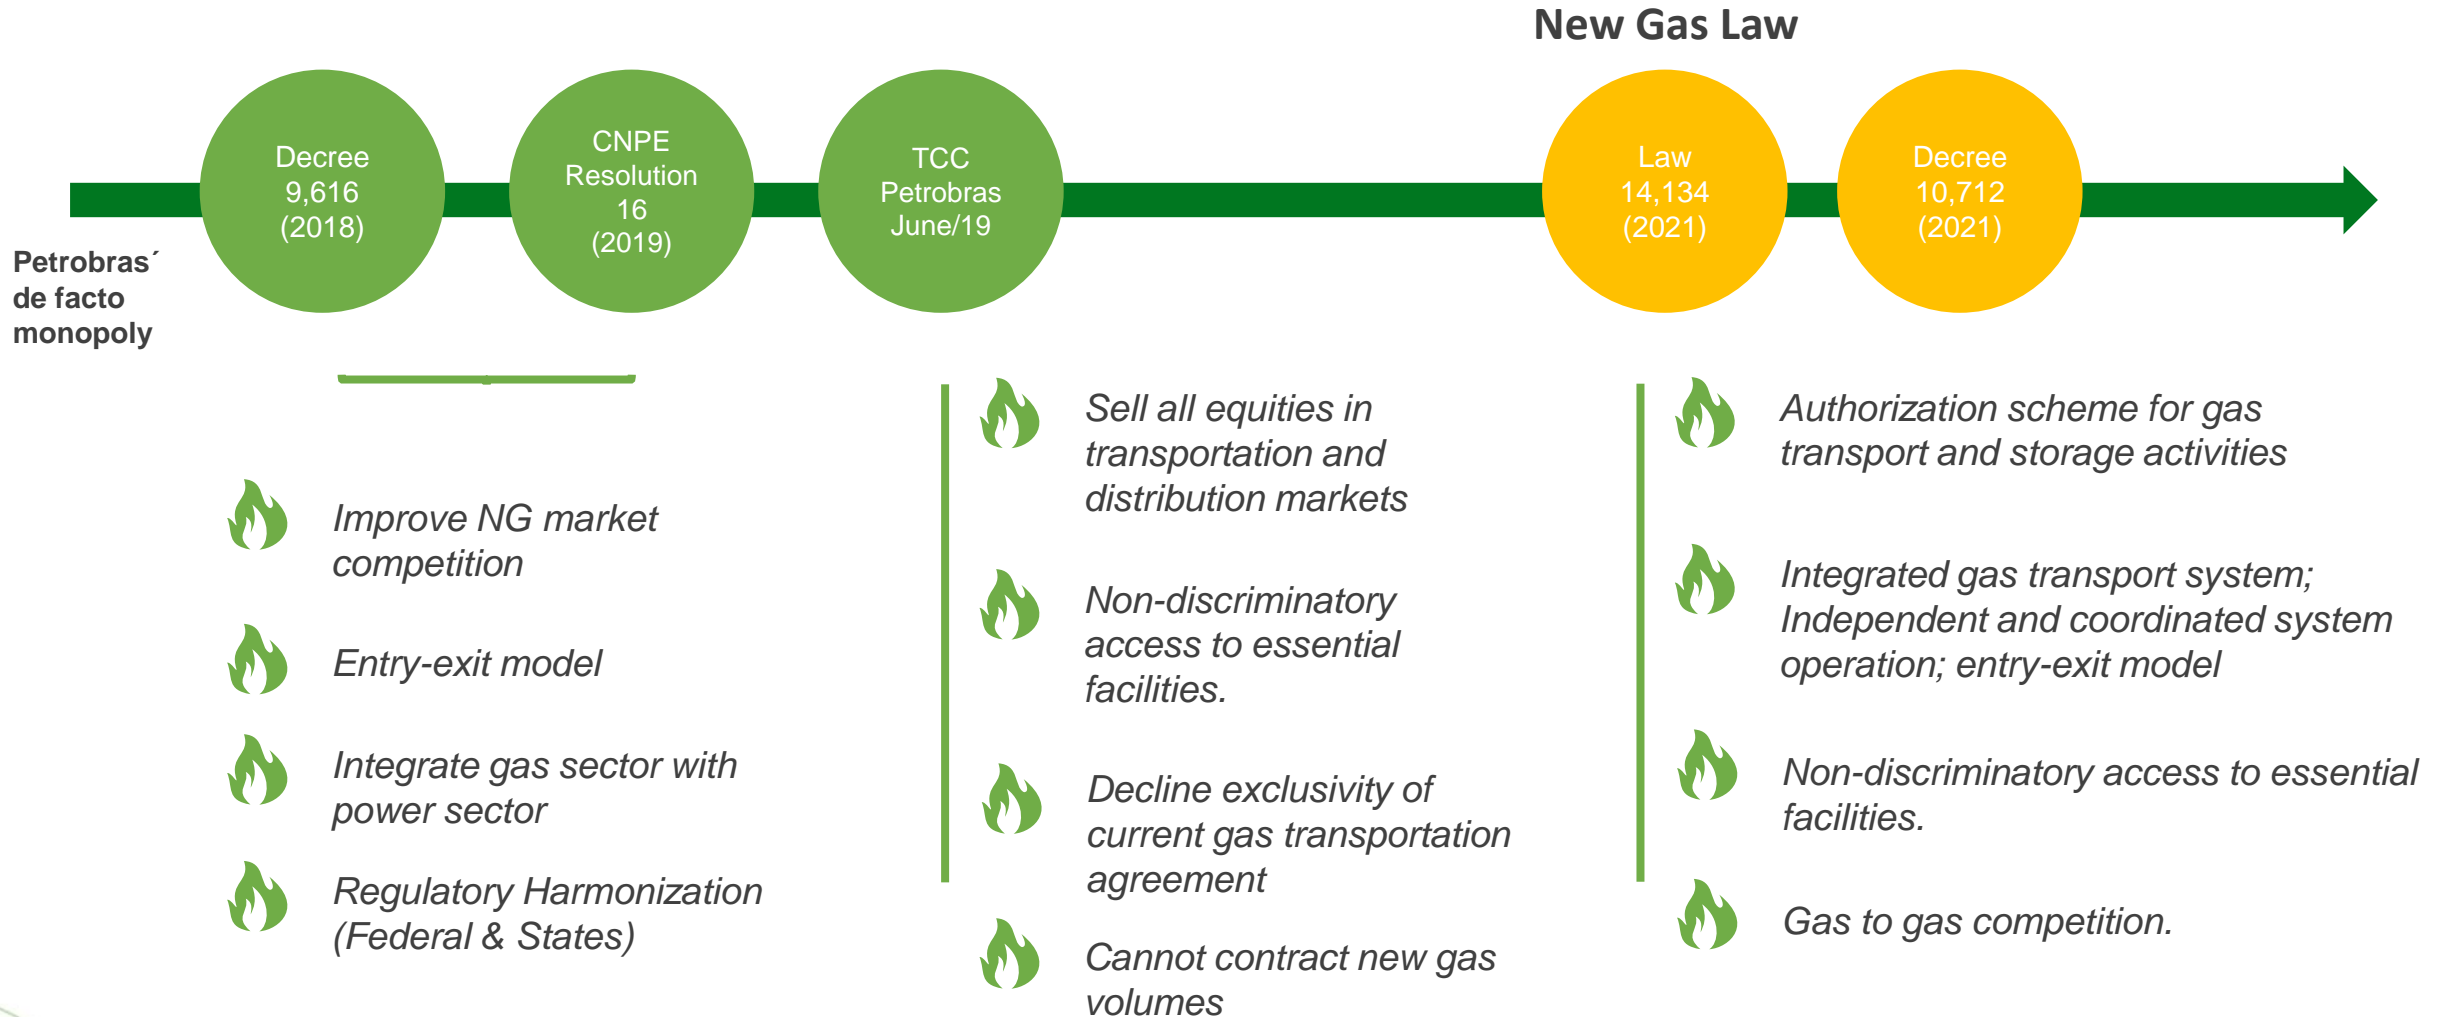 New Gas Law
Decree
9,616
(2018)
CNPE
Resolution
16
(2019)
TCC
Petrobras
June/19
Law
14,134
(2021)
Decree
10,712
(2021)
Petrobras´
de facto
monopoly
Improve NG market
competition
Entry-exit model
Integrate gas sector with
power sector
Regulatory Harmonization
(Federal & States)
Sell all equities in
transportation and
distribution markets
Non-discriminatory
access to essential
facilities.
Decline exclusivity of
current gas transportation
agreement
Cannot contract new gas
volumes
Authorization scheme for gas
transport and storage activities
Integrated gas transport system;
Independent and coordinated system
operation; entry-exit model
Non-discriminatory access to essential
facilities.
Gas to gas competition.